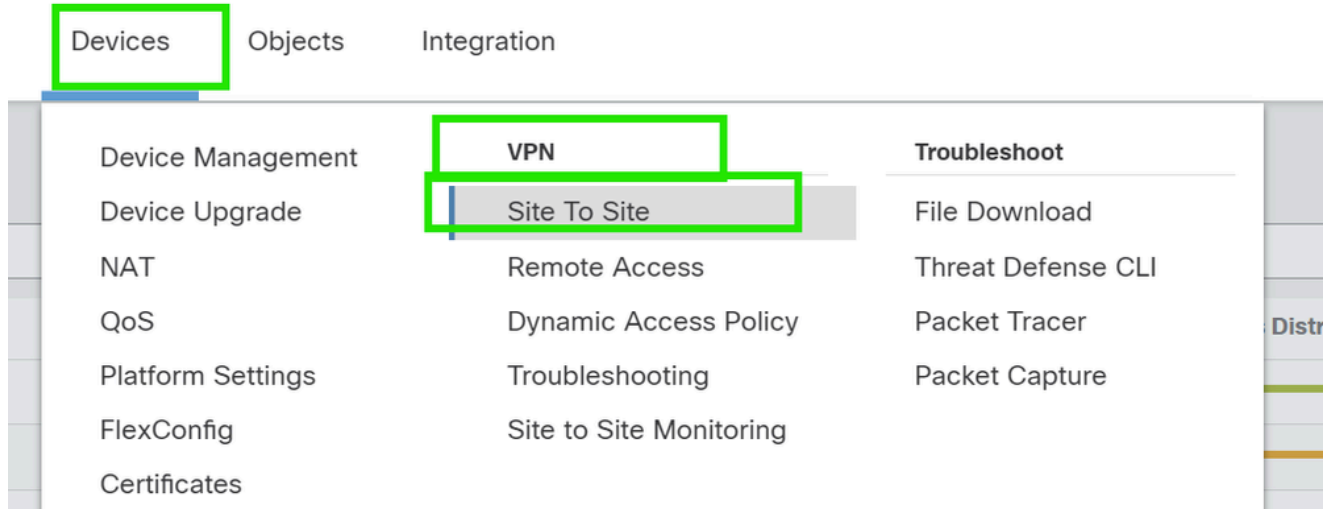 Devices Objects Integration
Device Management
Device Upgrade
NAT
QoS
Platform Settings
FlexConfig
Certificates
VPN
Site To Site
Remote Access
Dynamic Access Policy
Troubleshooting
Site to Site Monitoring
Troubleshoot
File Download
Threat Defense CLI
Packet Tracer
Packet Capture